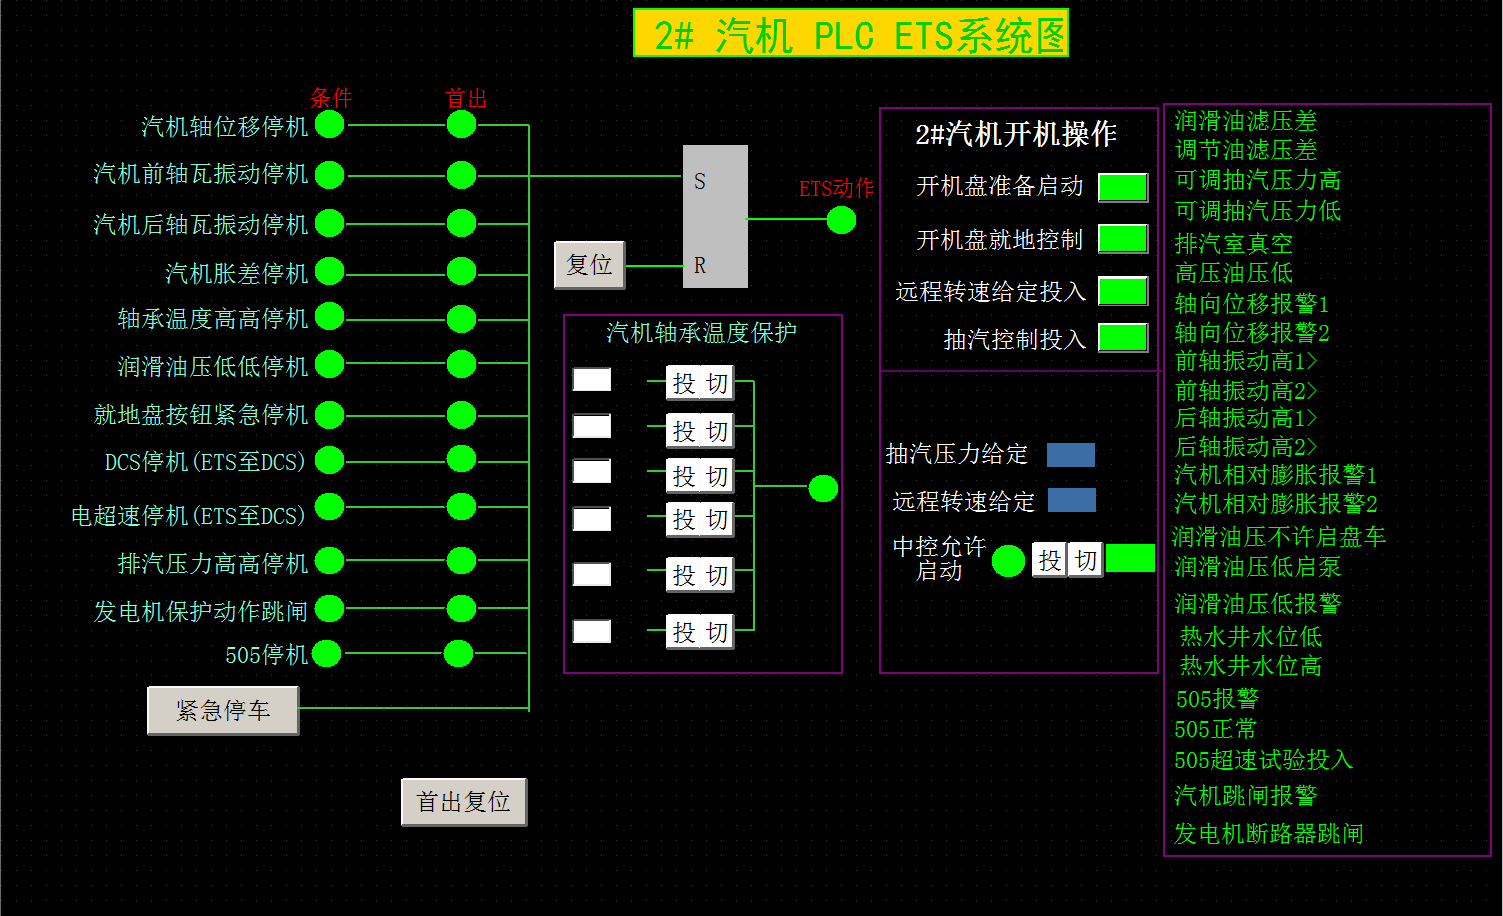 2# 汽机 PLC ETS系统图
条件
首出
汽机轴位移停机
汽机前轴瓦振动停机
汽机后轴瓦振动停机
汽机胀差停机
轴承温度高高停机
润滑油压低低停机
就地盘按钮紧急停机
DCS停机(ETS至DCS)
电超速停机(ETS至DCS)
排汽压力高高停机
发电机保护动作跳闸
505停机
紧急停车
首出复位
S
R
复位
ETS动作
汽机轴承温度保护
投 切
投 切
投 切
投 切
投 切
投 切
2#汽机开机操作
开机盘准备启动
开机盘就地控制
远程转速给定投入
抽汽控制投入
抽汽压力给定
远程转速给定
中控允许
启动
投 切
润滑油滤压差
调节油滤压差
可调抽汽压力高
可调抽汽压力低
排汽室真空
高压油压低
轴向位移报警1
轴向位移报警2
前轴振动高1>
前轴振动高2>
后轴振动高1>
后轴振动高2>
汽机相对膨胀报警1
汽机相对膨胀报警2
润滑油压不许启盘车
润滑油压低启泵
润滑油压低报警
热水井水位低
热水井水位高
505报警
505正常
505超速试验投入
汽机跳闸报警
发电机断路器跳闸